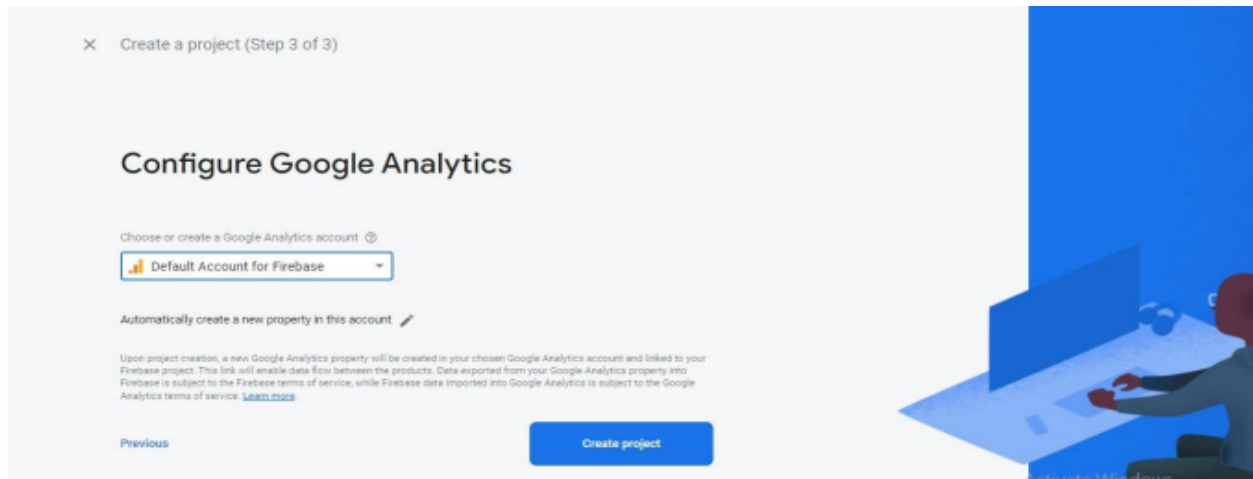 Create a project (Step 3 of 3)
Configure Google Analytics
Choose or create a Google Analytics account
Default Account for Firebase
Automatically create a new property in this account
Upon project creation, a new Google Analytics property will be created in your chosen Google Analytics account and linked to your
Firebase project. This link will enable data flow between the products. Data exported from your Google Analytics property into
Firebase is subject to the Firebase terms of service, while Firebase data imported into Google Analytics is subject to the Google
Analytics terms of service. Learn more.
Previous
Create project
Activate Windows